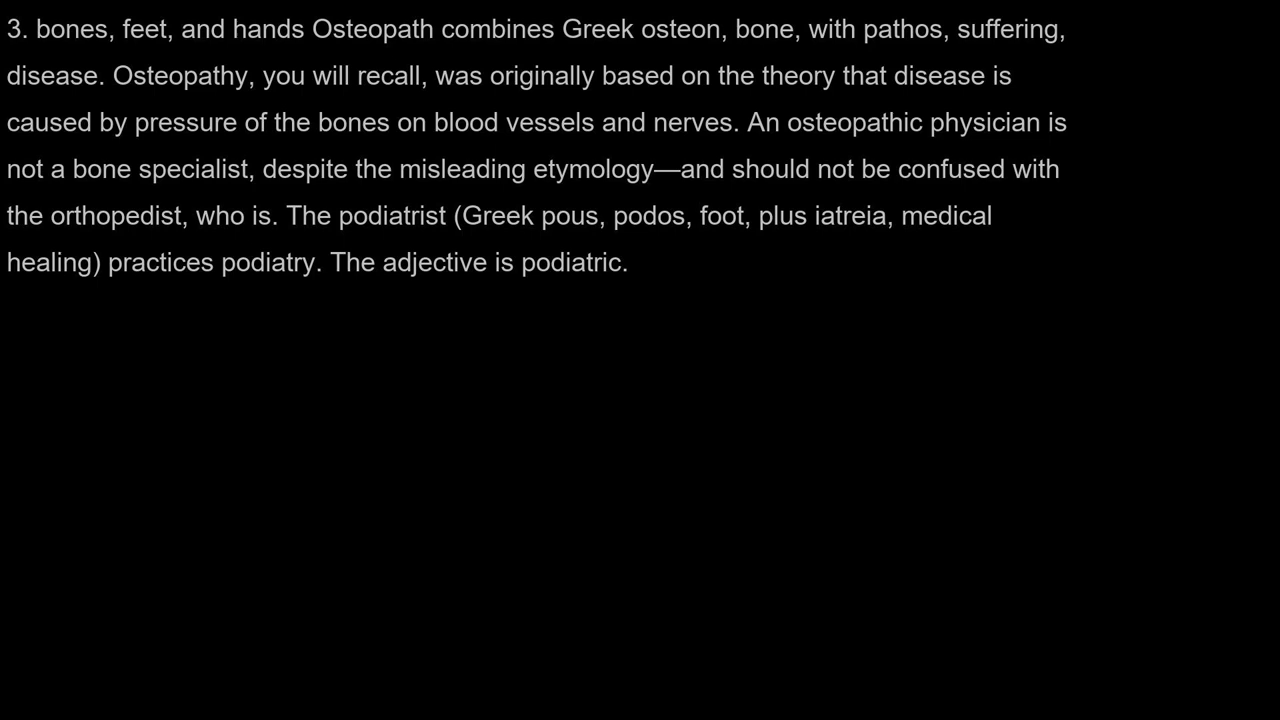 3. bones, feet, and hands Osteopath combines Greek osteon, bone, with pathos, suffering,
disease. Osteopathy, you will recall, was originally based on the theory that disease is
caused by pressure of the bones on blood vessels and nerves. An osteopathic physician is
not a bone specialist, despite the misleading etymology—and should not be confused with
the orthopedist, who is. The podiatrist (Greek pous, podos, foot, plus iatreia, medical
healing) practices podiatry. The adjective is podiatric.